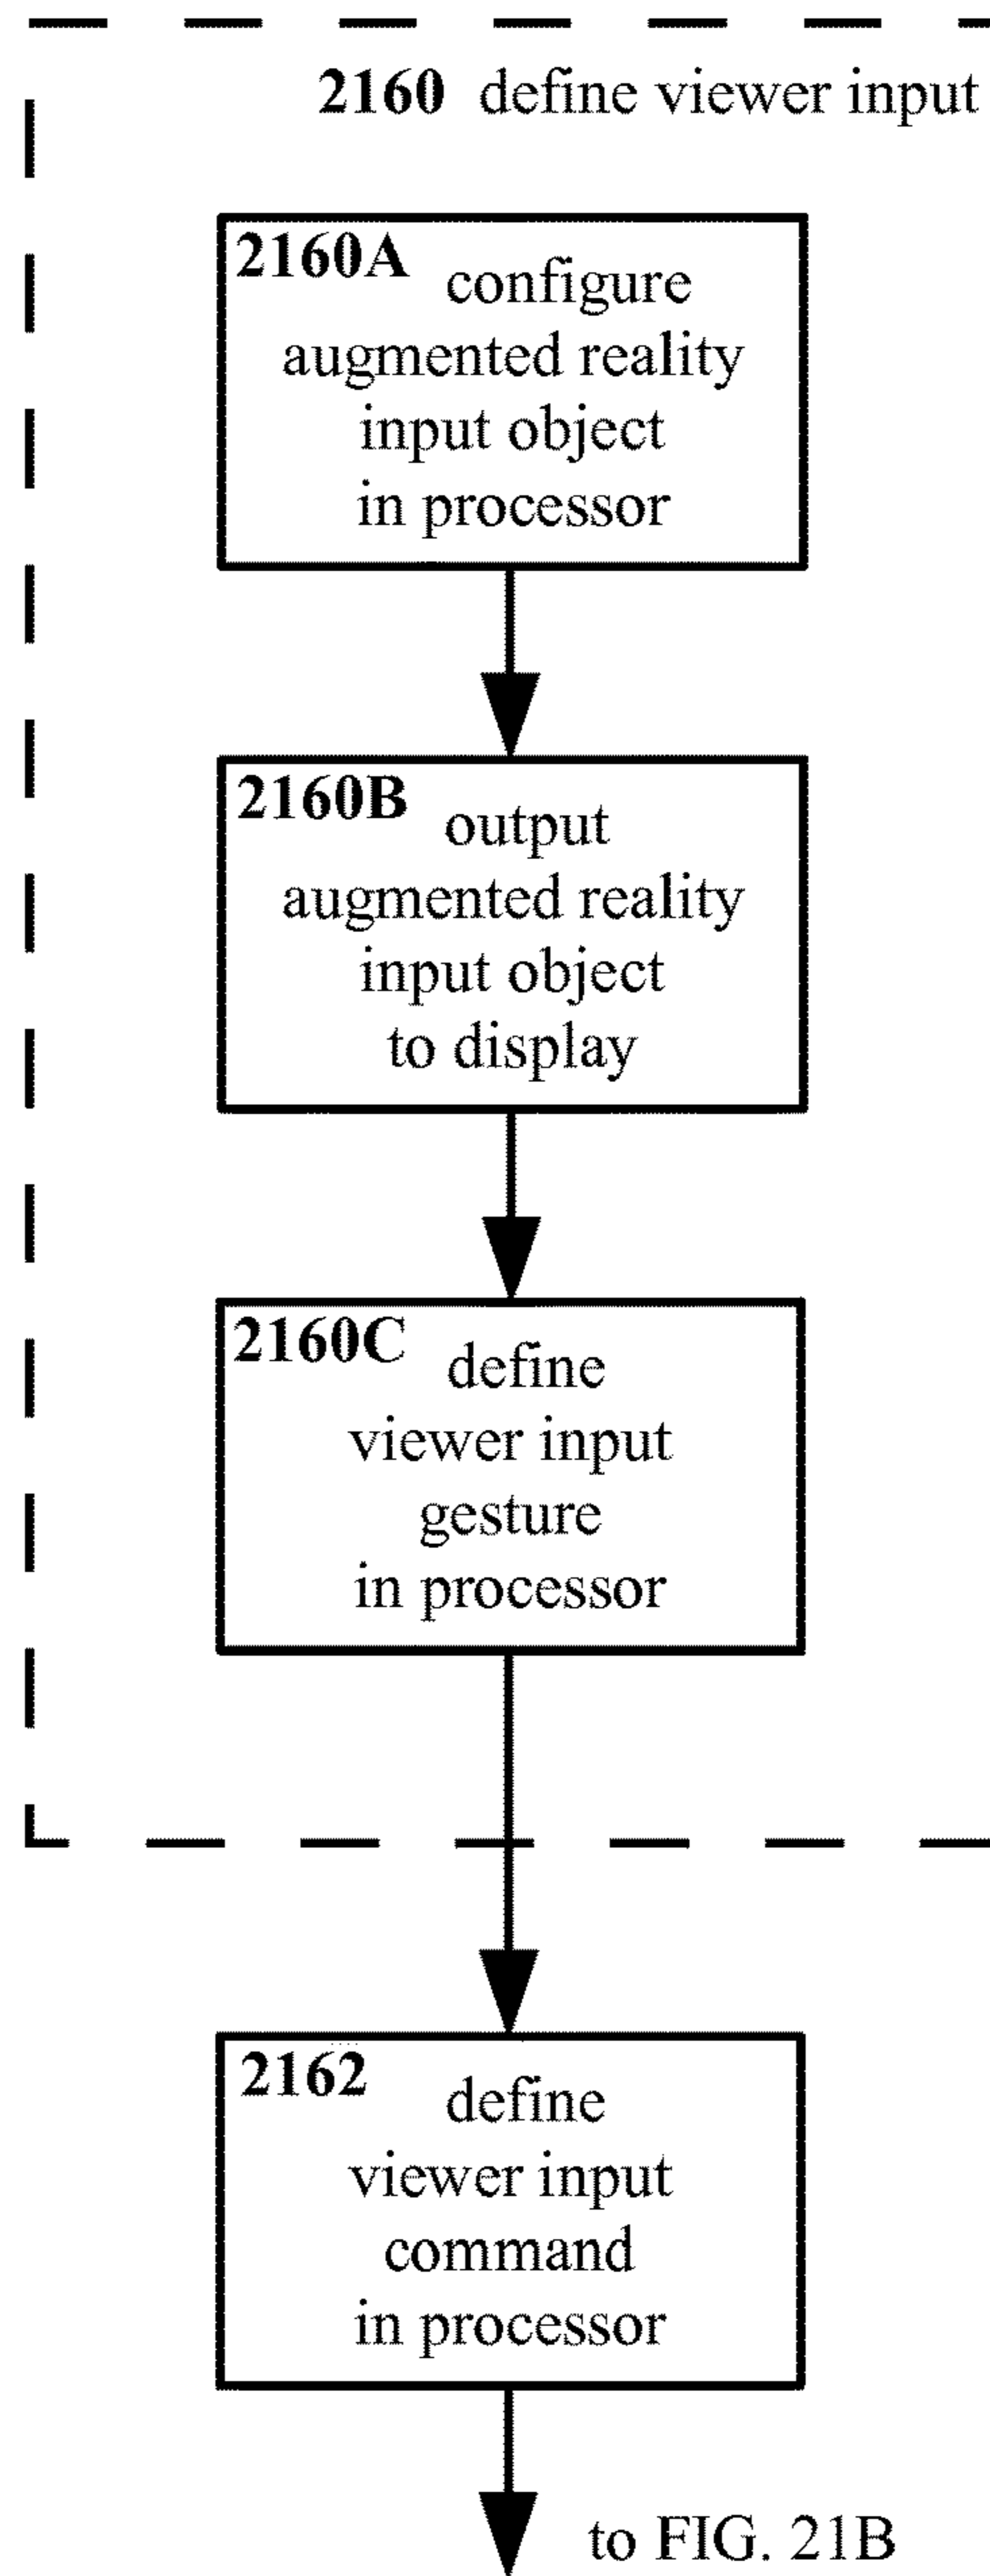 2160 define viewer input
2160A configure
augmented reality
input object
in processor
2160B output
augmented reality
input object
to display
2160C define
viewer input
gesture
in processor
2162 define
viewer input
command
in processor
to FIG. 21B